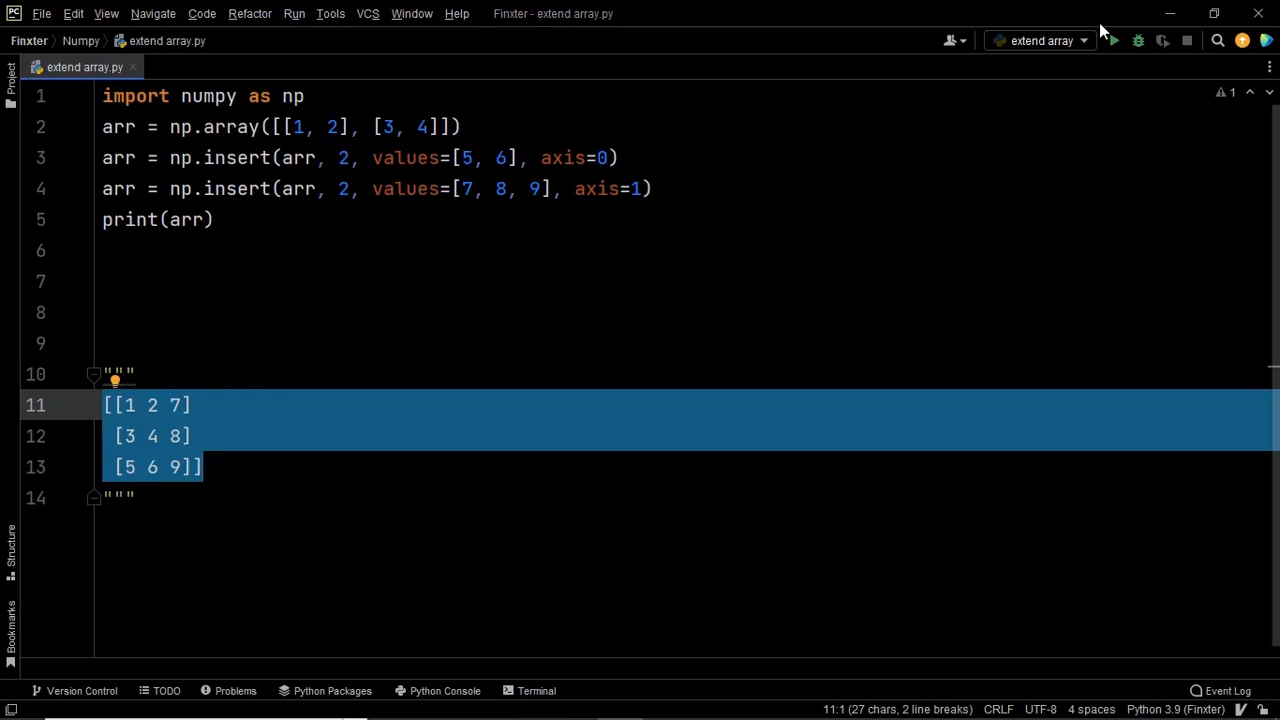 PC File Edit View Navigate Code Refactor Run Tools VCS Window Help Finxter - extend array.py
Finxter Numpy extend array.py extend array
Project extend array.py
1 import numpy as np 1
2 arr = np.array([[1, 2], [3, 4]])
3 arr = np.insert(arr, 2, values=[5, 6], axis=0)
4 arr = np.insert(arr, 2, values=[7, 8, 9], axis=1)
5 print(arr)
6
7
8
9
10 """
11 [[1 2 7]
12 [3 4 8]
13 [5 6 9]]
14 """
Structure
Bookmarks
Version Control TODO Problems Python Packages Python Console Terminal Event Log
11:1 (27 chars, 2 line breaks) CRLF UTF-8 4 spaces Python 3.9 (Finxter)